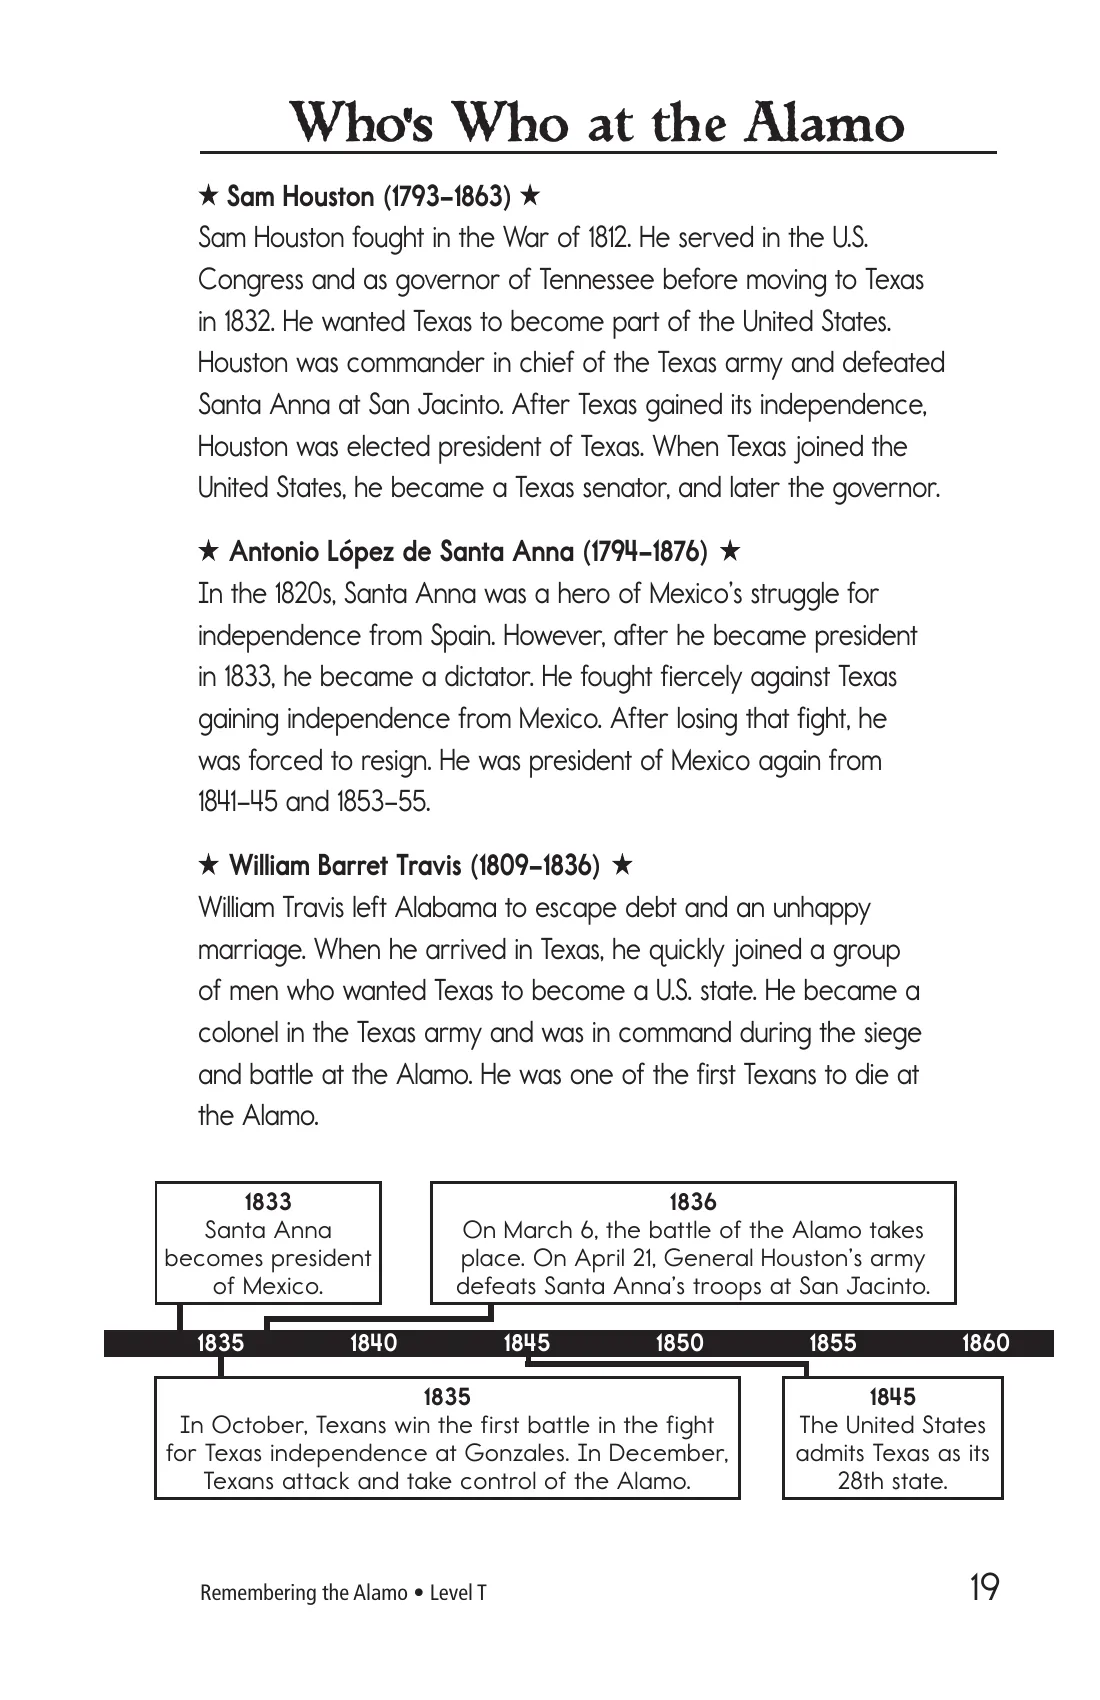 Who's Who at the Alamo
★ Sam Houston (1793–1863) ★
Sam Houston fought in the War of 1812. He served in the U.S.
Congress and as governor of Tennessee before moving to Texas
in 1832. He wanted Texas to become part of the United States.
Houston was commander in chief of the Texas army and defeated
Santa Anna at San Jacinto. After Texas gained its independence,
Houston was elected president of Texas. When Texas joined the
United States, he became a Texas senator, and later the governor.
★ Antonio López de Santa Anna (1794–1876) ★
In the 1820s, Santa Anna was a hero of Mexico’s struggle for
independence from Spain. However, after he became president
in 1833, he became a dictator. He fought fiercely against Texas
gaining independence from Mexico. After losing that fight, he
was forced to resign. He was president of Mexico again from
1841–45 and 1853–55.
★ William Barret Travis (1809–1836) ★
William Travis left Alabama to escape debt and an unhappy
marriage. When he arrived in Texas, he quickly joined a group
of men who wanted Texas to become a U.S. state. He became a
colonel in the Texas army and was in command during the siege
and battle at the Alamo. He was one of the first Texans to die at
the Alamo.
1833
Santa Anna
becomes president
of Mexico.
1836
On March 6, the battle of the Alamo takes
place. On April 21, General Houston’s army
defeats Santa Anna’s troops at San Jacinto.
1835 1840 1845 1850 1855 1860
1835
In October, Texans win the first battle in the fight
for Texas independence at Gonzales. In December,
Texans attack and take control of the Alamo.
1845
The United States
admits Texas as its
28th state.
Remembering the Alamo • Level T
19